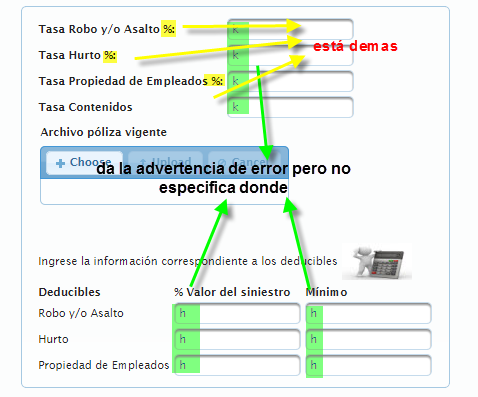 Tasa Robo y/o Asalto %: k
está demas
Tasa Hurto %: k
Tasa Propiedad de Empleados %: k
Tasa Contenidos k
Archivo póliza vigente
Choose Upload Cancel
da la advertencia de error pero no
especifica donde
Ingrese la información correspondiente a los deducibles
Deducibles % Valor del siniestro Mínimo
Robo y/o Asalto h h
Hurto h h
Propiedad de Empleados h h